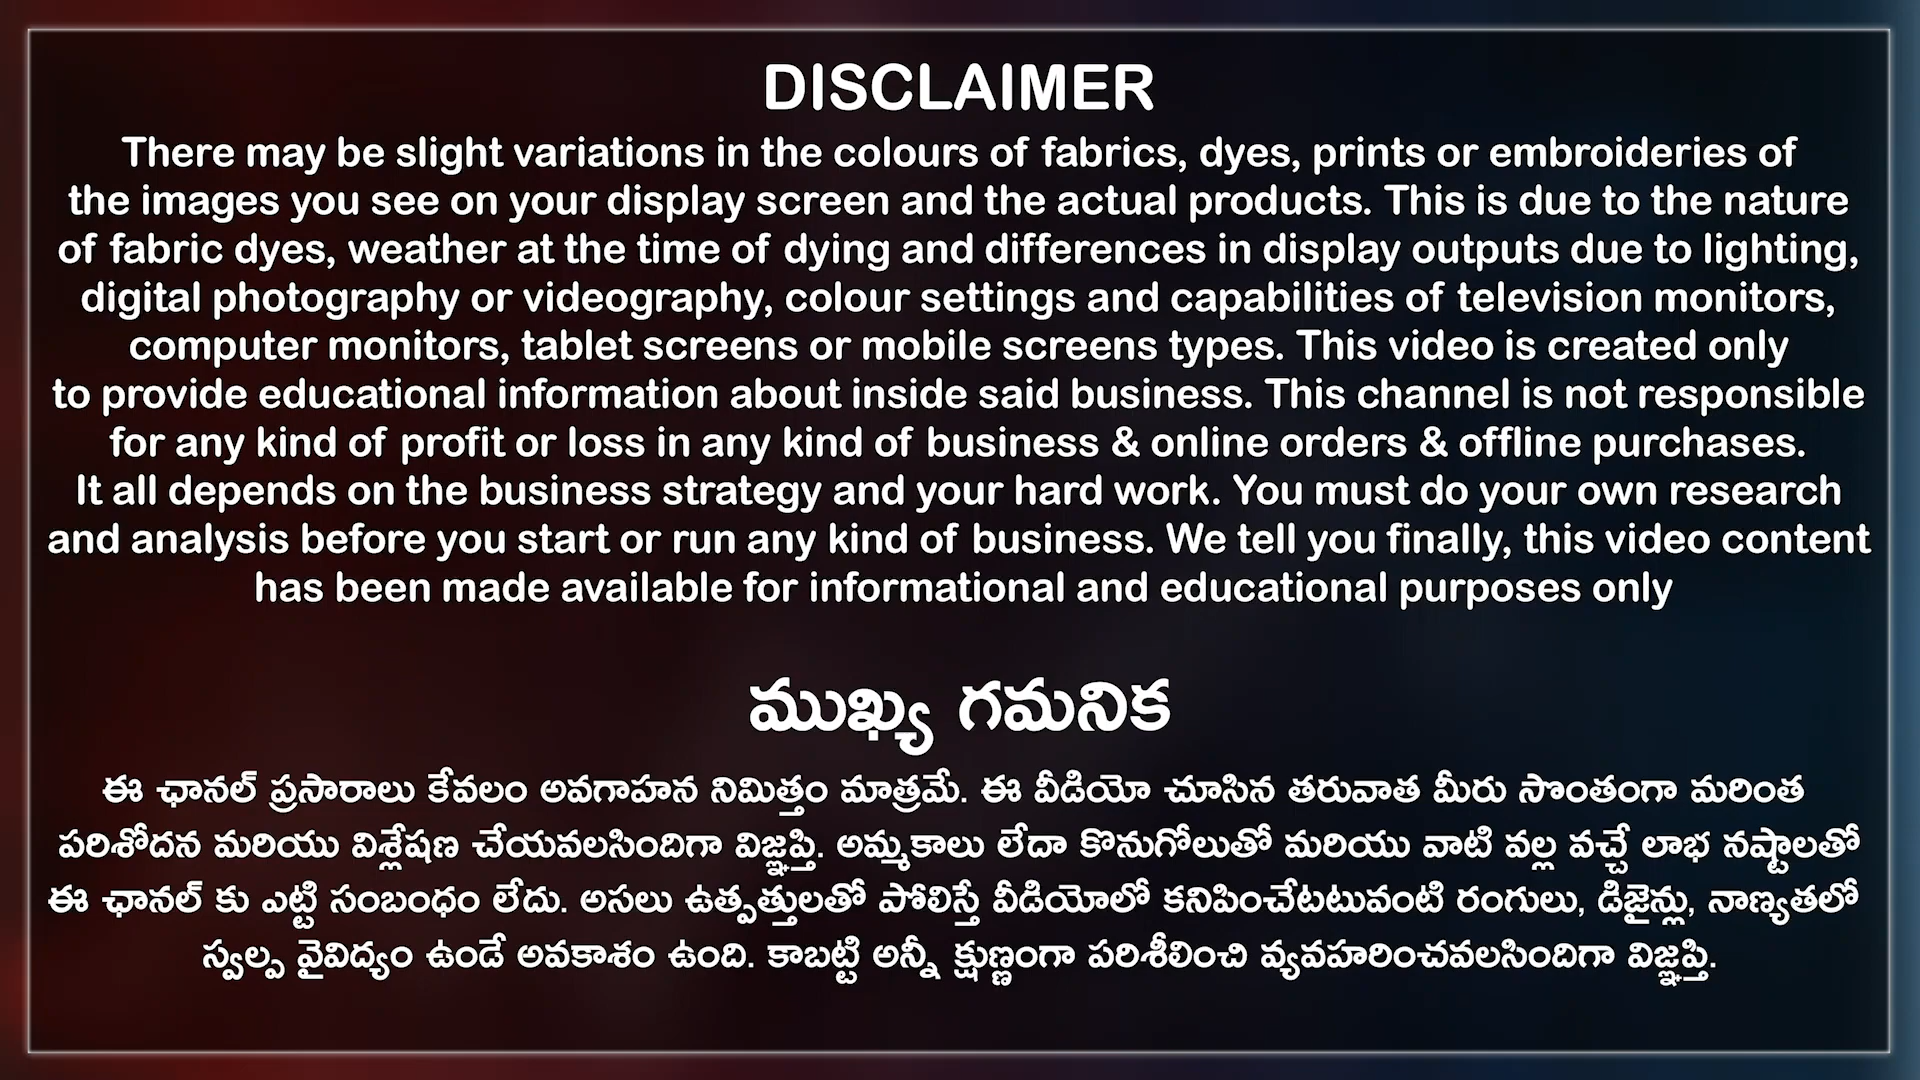 DISCLAIMER
There may be slight variations in the colours of fabrics, dyes, prints or embroideries of
the images you see on your display screen and the actual products. This is due to the nature
of fabric dyes, weather at the time of dying and differences in display outputs due to lighting,
digital photography or videography, colour settings and capabilities of television monitors,
computer monitors, tablet screens or mobile screens types. This video is created only
to provide educational information about inside said business. This channel is not responsible
for any kind of profit or loss in any kind of business & online orders & offline purchases.
It all depends on the business strategy and your hard work. You must do your own research
and analysis before you start or run any kind of business. We tell you finally, this video content
has been made available for informational and educational purposes only
ముఖ్య గమనిక
ఈ ఛానల్ ప్రసారాలు కేవలం అవగాహన నిమిత్తం మాత్రమే. ఈ వీడియో చూసిన తరువాత మీరు సొంతంగా మరింత
పరిశోదన మరియు విశ్లేషణ చేయవలసిందిగా విజ్ఞప్తి. అమ్మకాలు లేదా కొనుగోలుతో మరియు వాటి వల్ల వచ్చే లాభ నష్టాలతో
ఈ ఛానల్ కు ఎట్టి సంబంధం లేదు. అసలు ఉత్పత్తులతో పోలిస్తే వీడియోలో కనిపించేటటువంటి రంగులు, డిజైన్లు, నాణ్యతలో
స్వల్ప వైవిద్యం ఉండే అవకాశం ఉంది. కాబట్టి అన్నీ క్షుణ్ణంగా పరిశీలించి వ్యవహరించవలసిందిగా విజ్ఞప్తి.